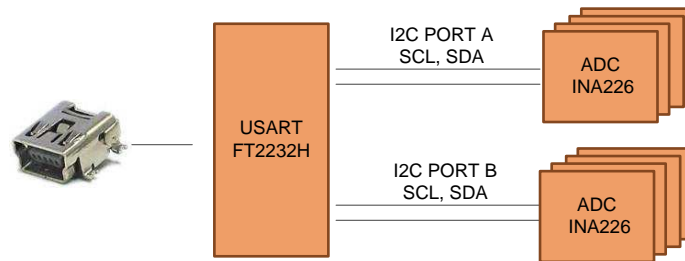 I2C PORT A
SCL, SDA
ADC
INA226
USART
FT2232H
I2C PORT B
SCL, SDA
ADC
INA226